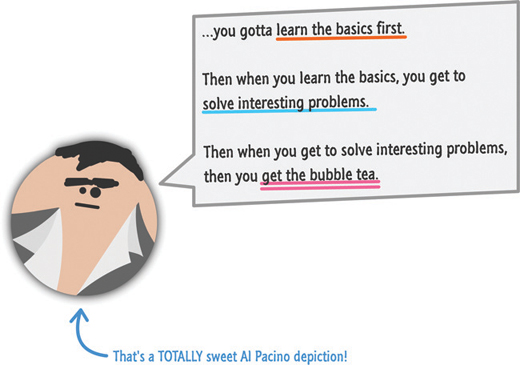 ...you gotta learn the basics first.
Then when you learn the basics, you get to
solve interesting problems.
Then when you get to solve interesting problems,
then you get the bubble tea.
That's a TOTALLY sweet Al Pacino depiction!